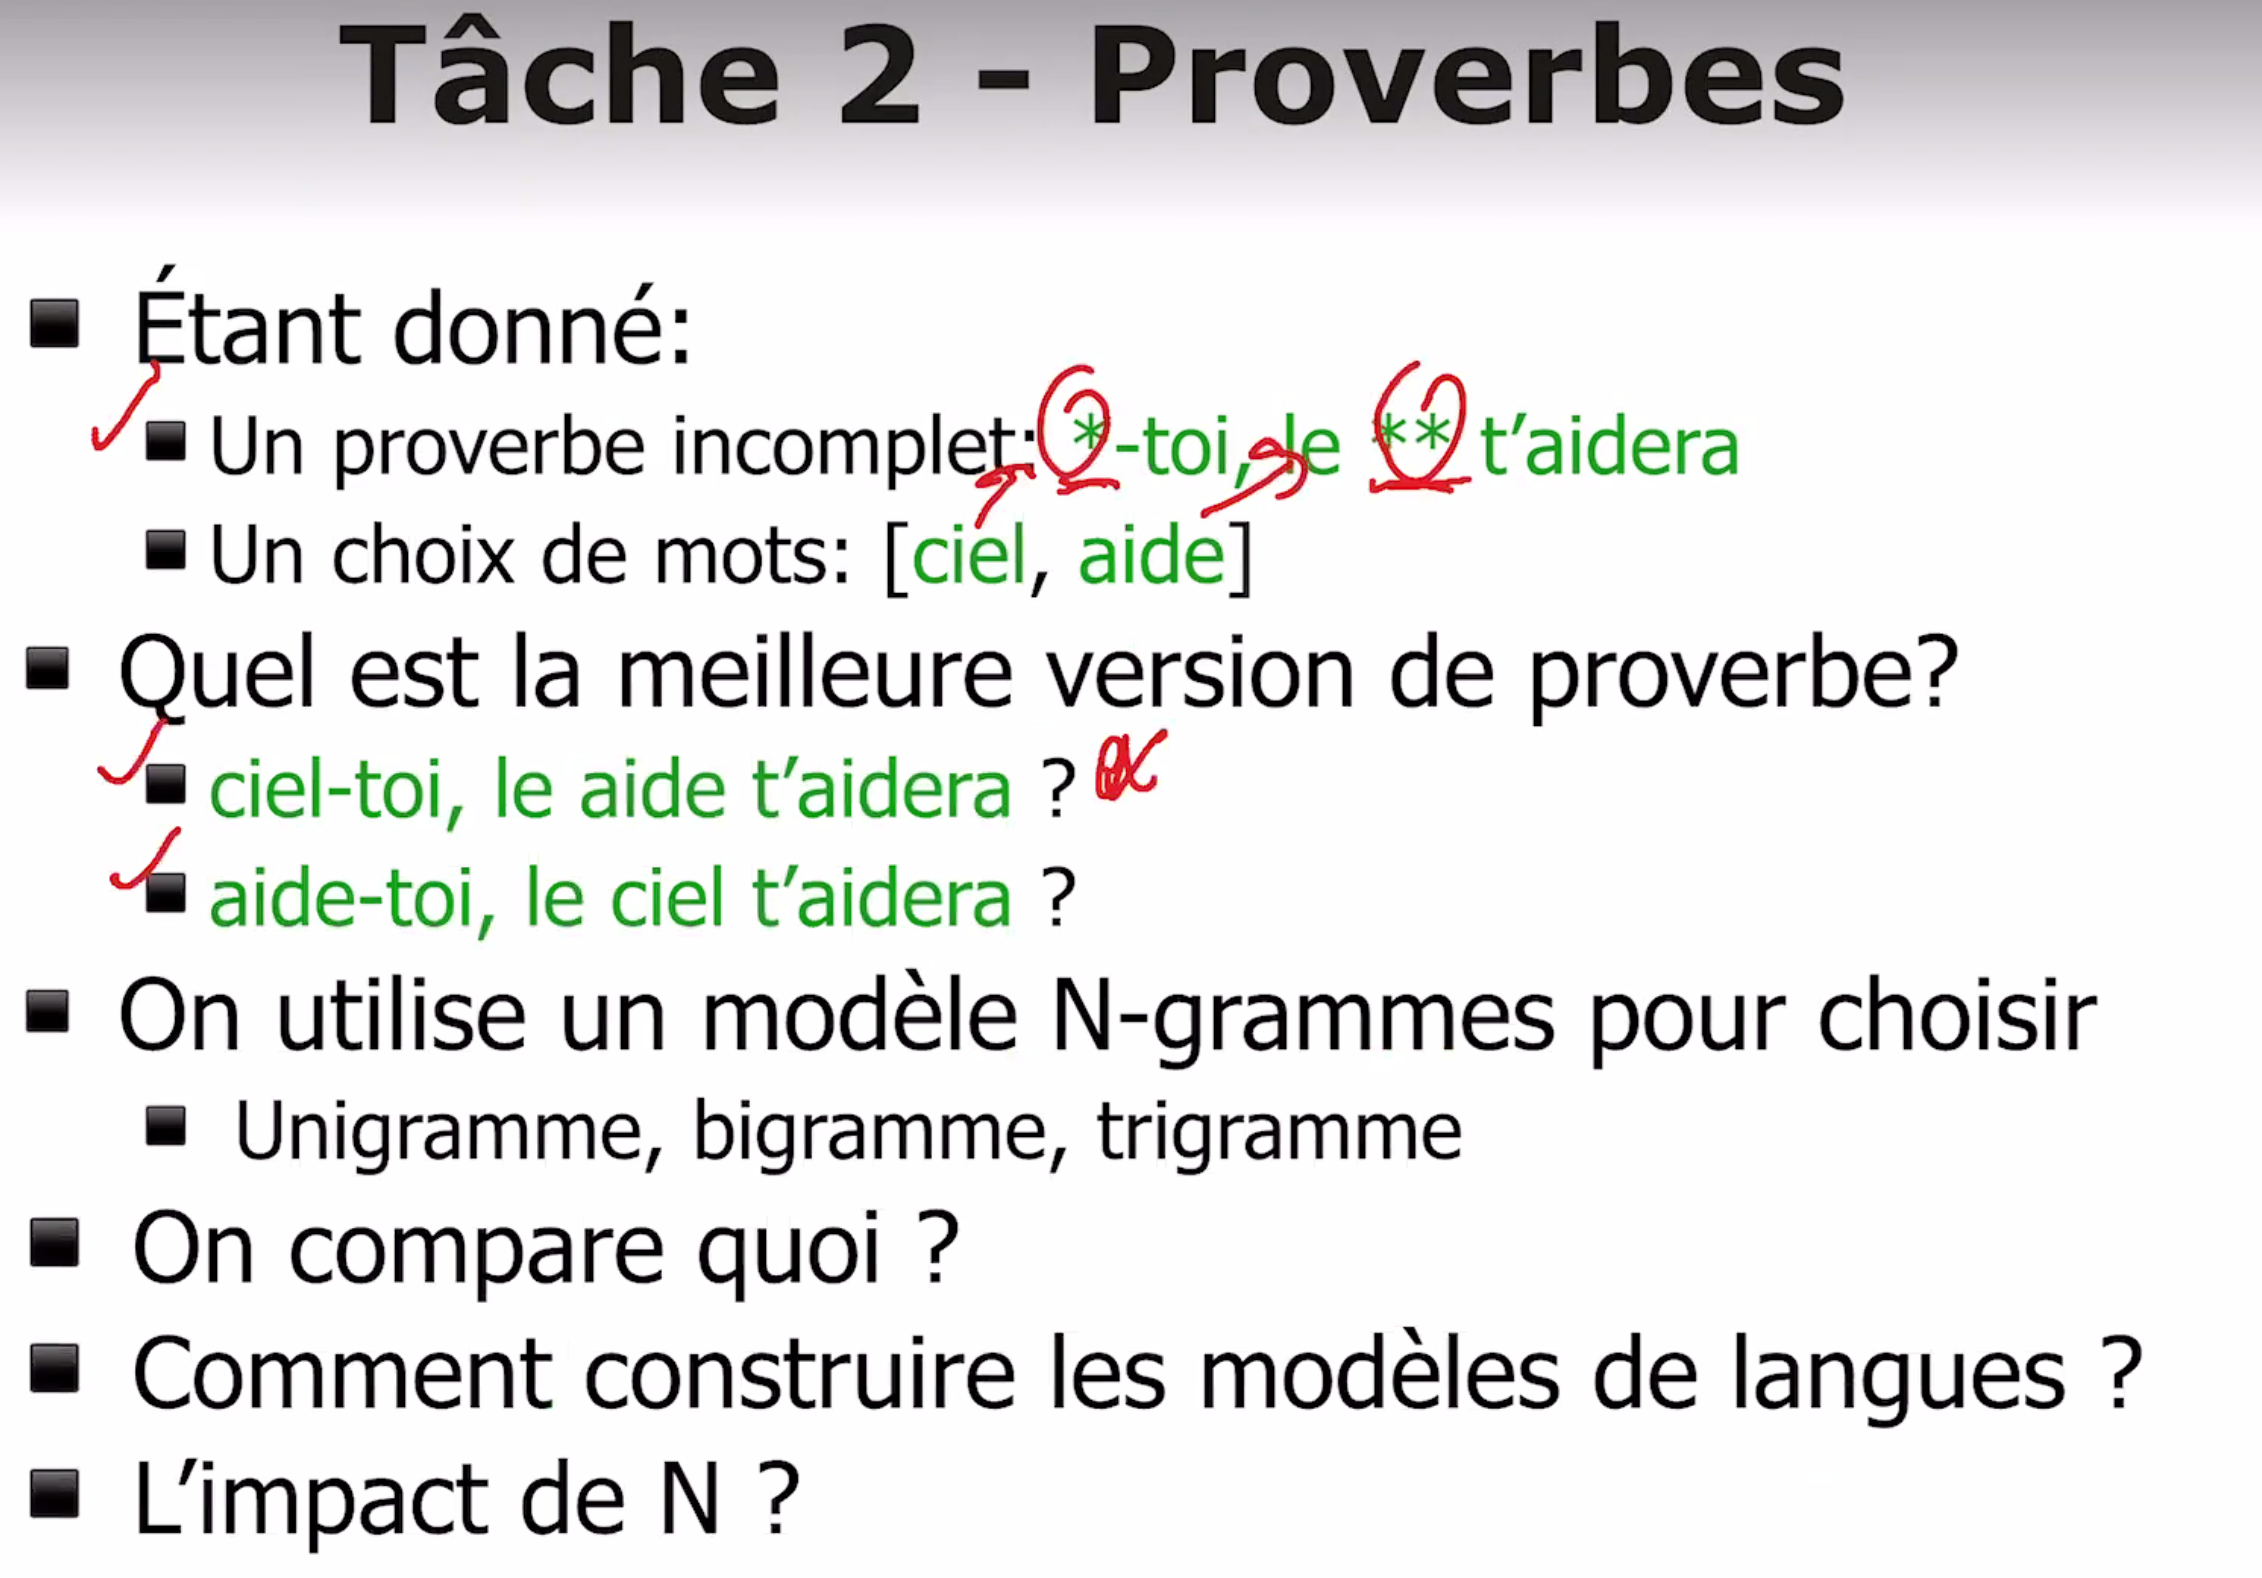 Tâche 2 - Proverbes
Étant donné:
Un proverbe incomplet: *-toi, le ** t’aidera
Un choix de mots: [ciel, aide]
Quel est la meilleure version de proverbe?
ciel-toi, le aide t’aidera ?
aide-toi, le ciel t’aidera ?
On utilise un modèle N-grammes pour choisir
Unigramme, bigramme, trigramme
On compare quoi ?
Comment construire les modèles de langues ?
L’impact de N ?